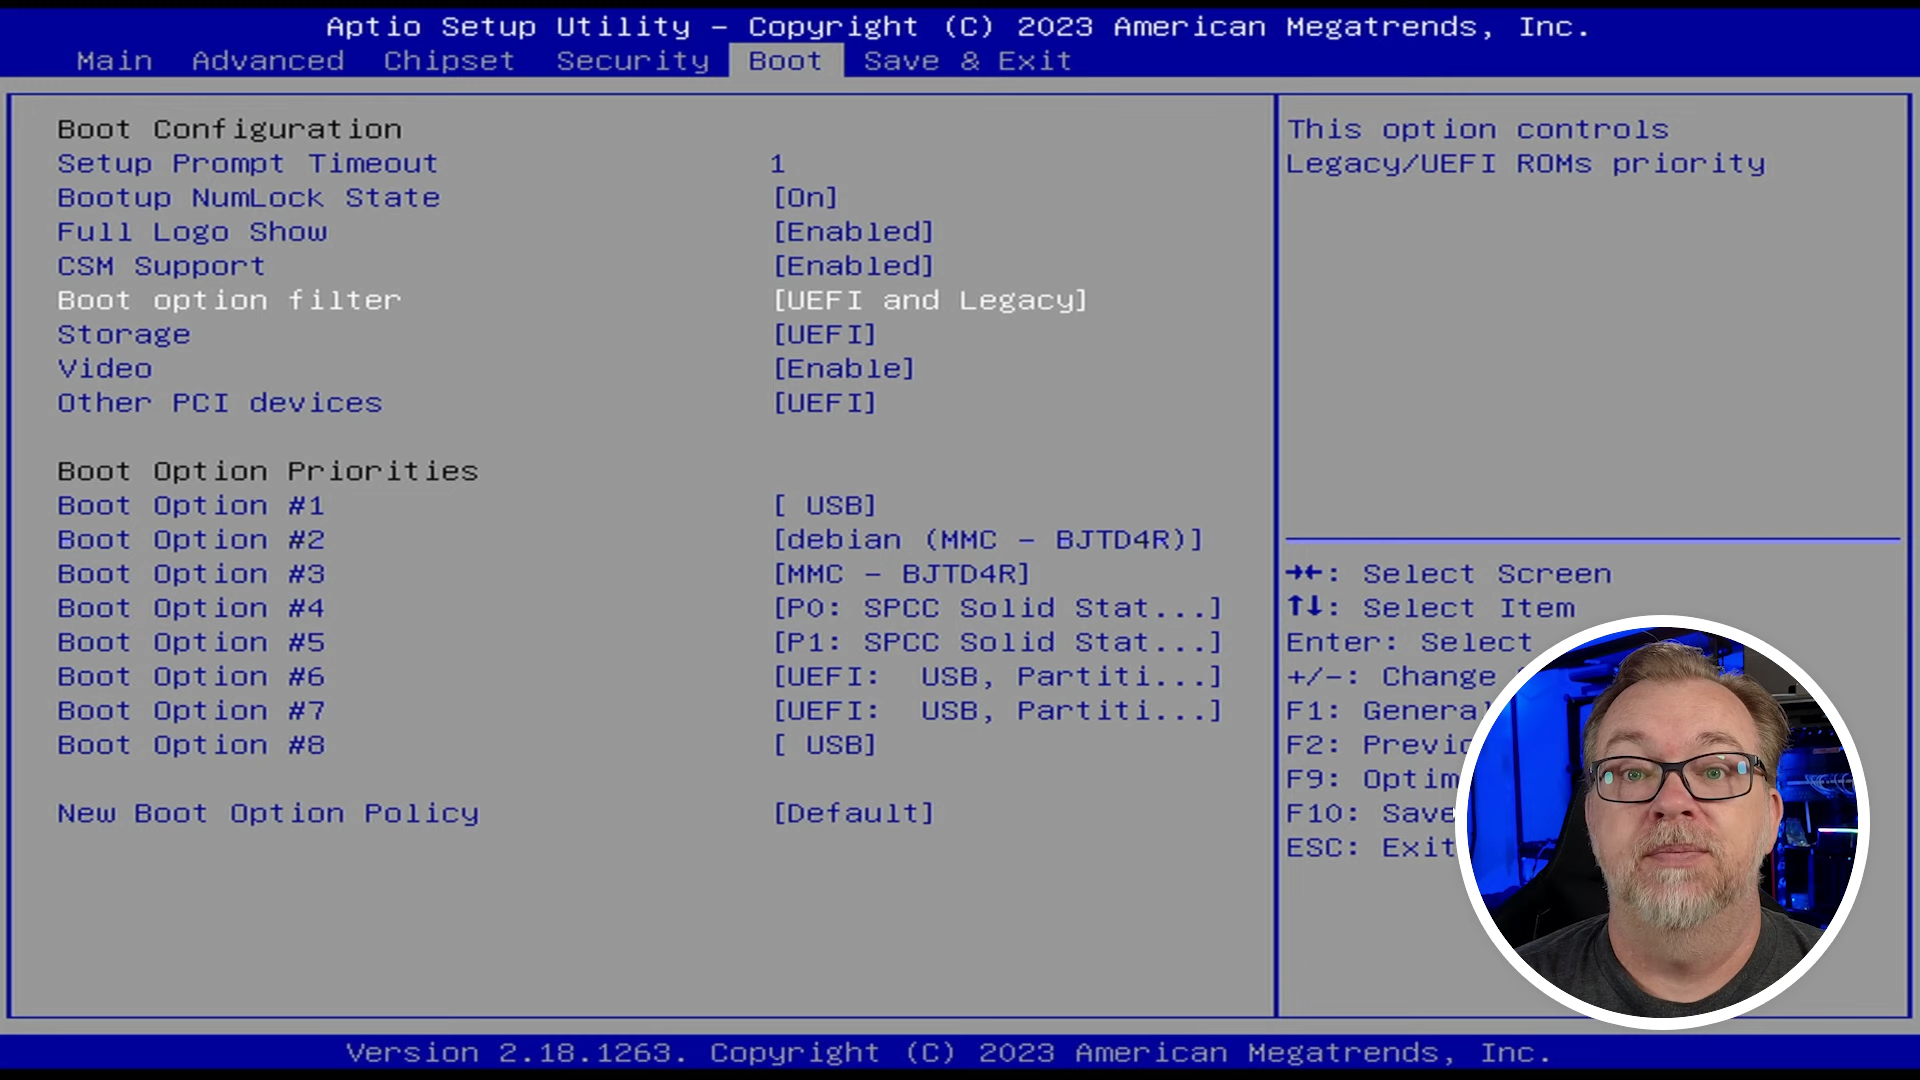 Aptio Setup Utility – Copyright (C) 2023 American Megatrends, Inc.
Main Advanced Chipset Security Boot Save & Exit
Boot Configuration
Setup Prompt Timeout 1
Bootup NumLock State [On]
Full Logo Show [Enabled]
CSM Support [Enabled]
Boot option filter [UEFI and Legacy]
Storage [UEFI]
Video [Enable]
Other PCI devices [UEFI]
Boot Option Priorities
Boot Option #1 [ USB]
Boot Option #2 [debian (MMC – BJTD4R)]
Boot Option #3 [MMC – BJTD4R]
Boot Option #4 [P0: SPCC Solid Stat...]
Boot Option #5 [P1: SPCC Solid Stat...]
Boot Option #6 [UEFI:  USB, Partiti...]
Boot Option #7 [UEFI:  USB, Partiti...]
Boot Option #8 [ USB]
New Boot Option Policy [Default]
This option controls
Legacy/UEFI ROMs priority
→←: Select Screen
↑↓: Select Item
Enter: Select
+/–: Change
F1: General
F2:
F9:
F10: Save
ESC: Exit
Version 2.18.1263. Copyright (C) 2023 American Megatrends, Inc.